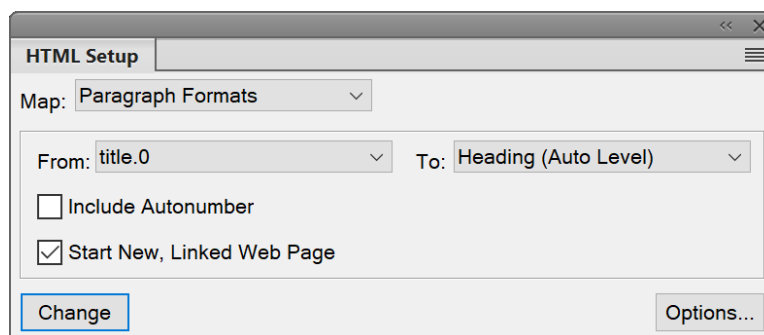 HTML Setup
Map: Paragraph Formats
From: title.0 To: Heading (Auto Level)
Include Autonumber
Start New, Linked Web Page
Change Options...